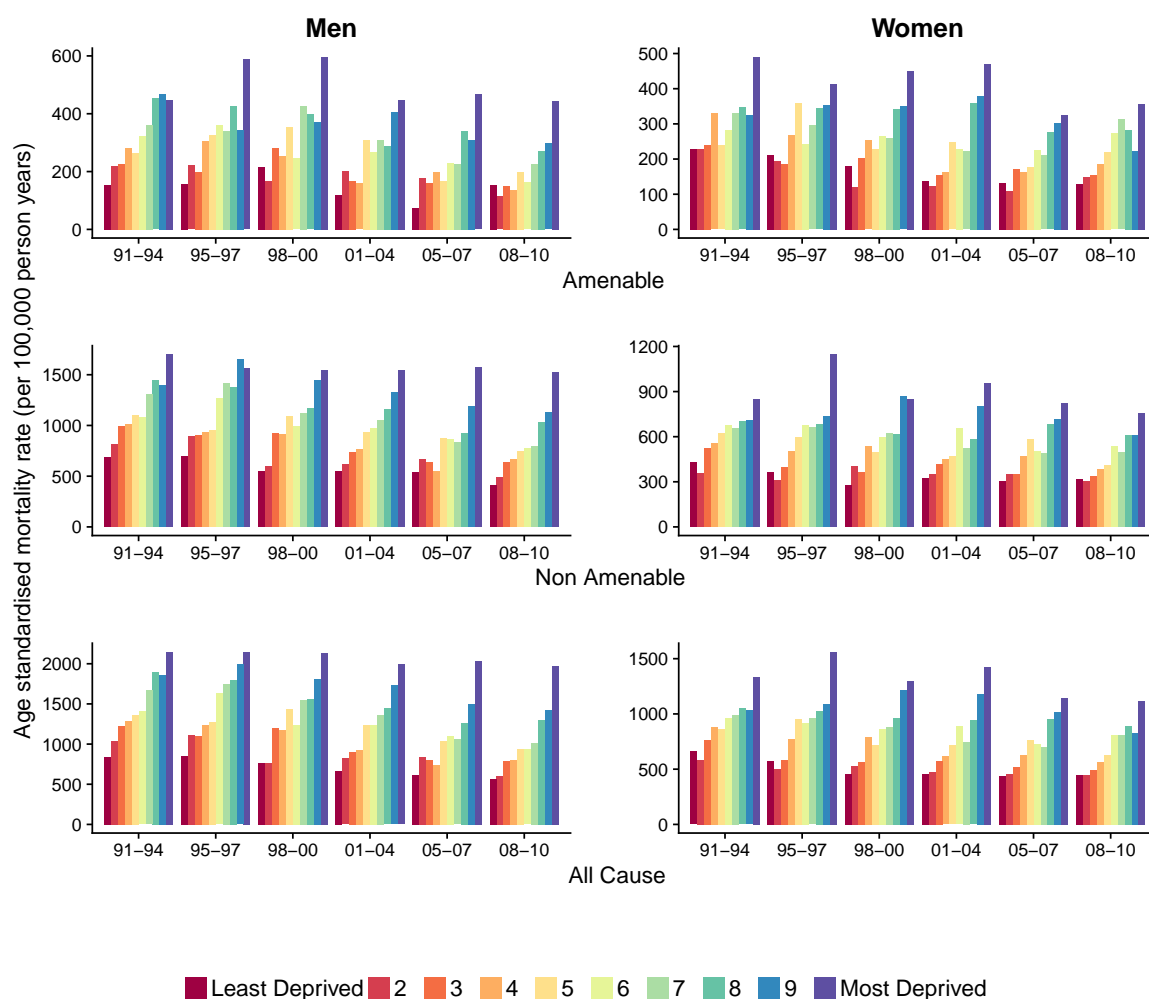 Men
Women
Age standardised mortality rate (per 100,000 person years)
600
400
200
0
91–94 95–97 98–00 01–04 05–07 08–10
500
400
300
200
100
0
91–94 95–97 98–00 01–04 05–07 08–10
Amenable
1500
1000
500
0
91–94 95–97 98–00 01–04 05–07 08–10
1200
900
600
300
0
91–94 95–97 98–00 01–04 05–07 08–10
Non Amenable
2000
1500
1000
500
0
91–94 95–97 98–00 01–04 05–07 08–10
1500
1000
500
0
91–94 95–97 98–00 01–04 05–07 08–10
All Cause
Least Deprived 2 3 4 5 6 7 8 9 Most Deprived